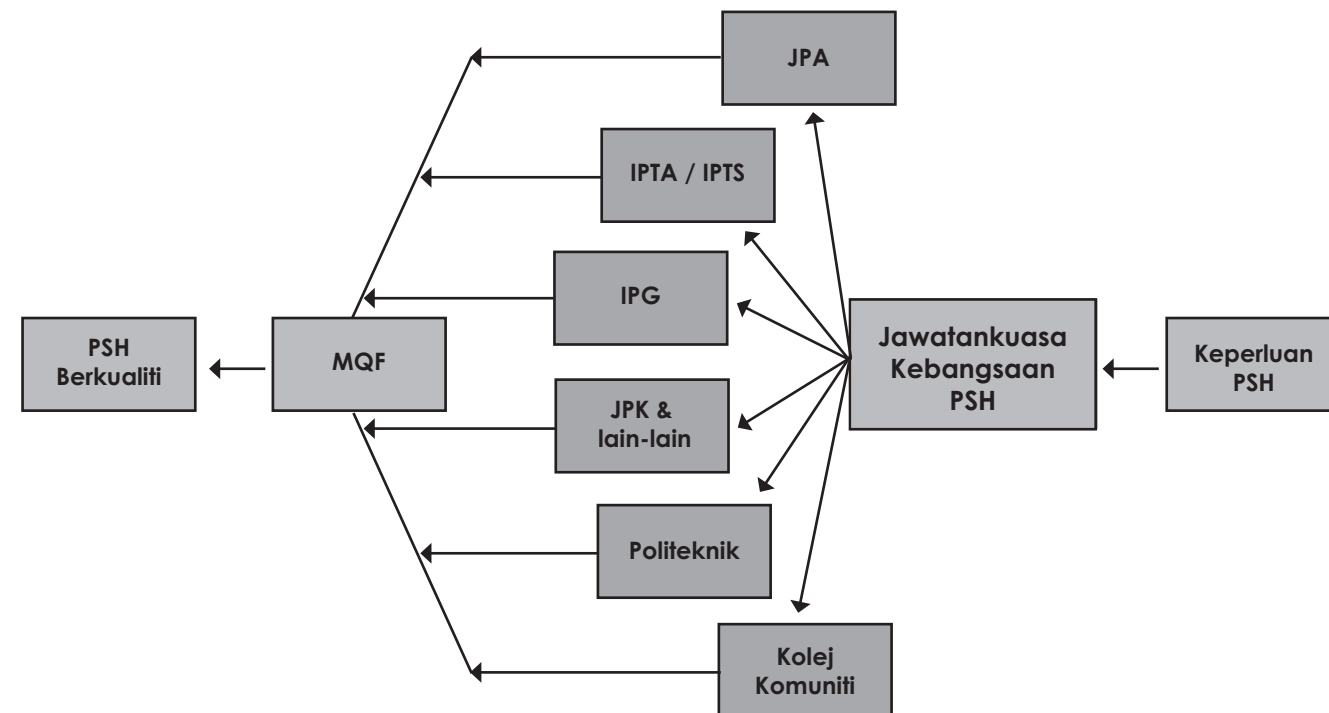 JPA
IPTA / IPTS
IPG
PSH
Berkualiti
MQF
JPK &
lain-lain
Politeknik
Kolej
Komuniti
Jawatankuasa
Kebangsaan
PSH
Keperluan
PSH